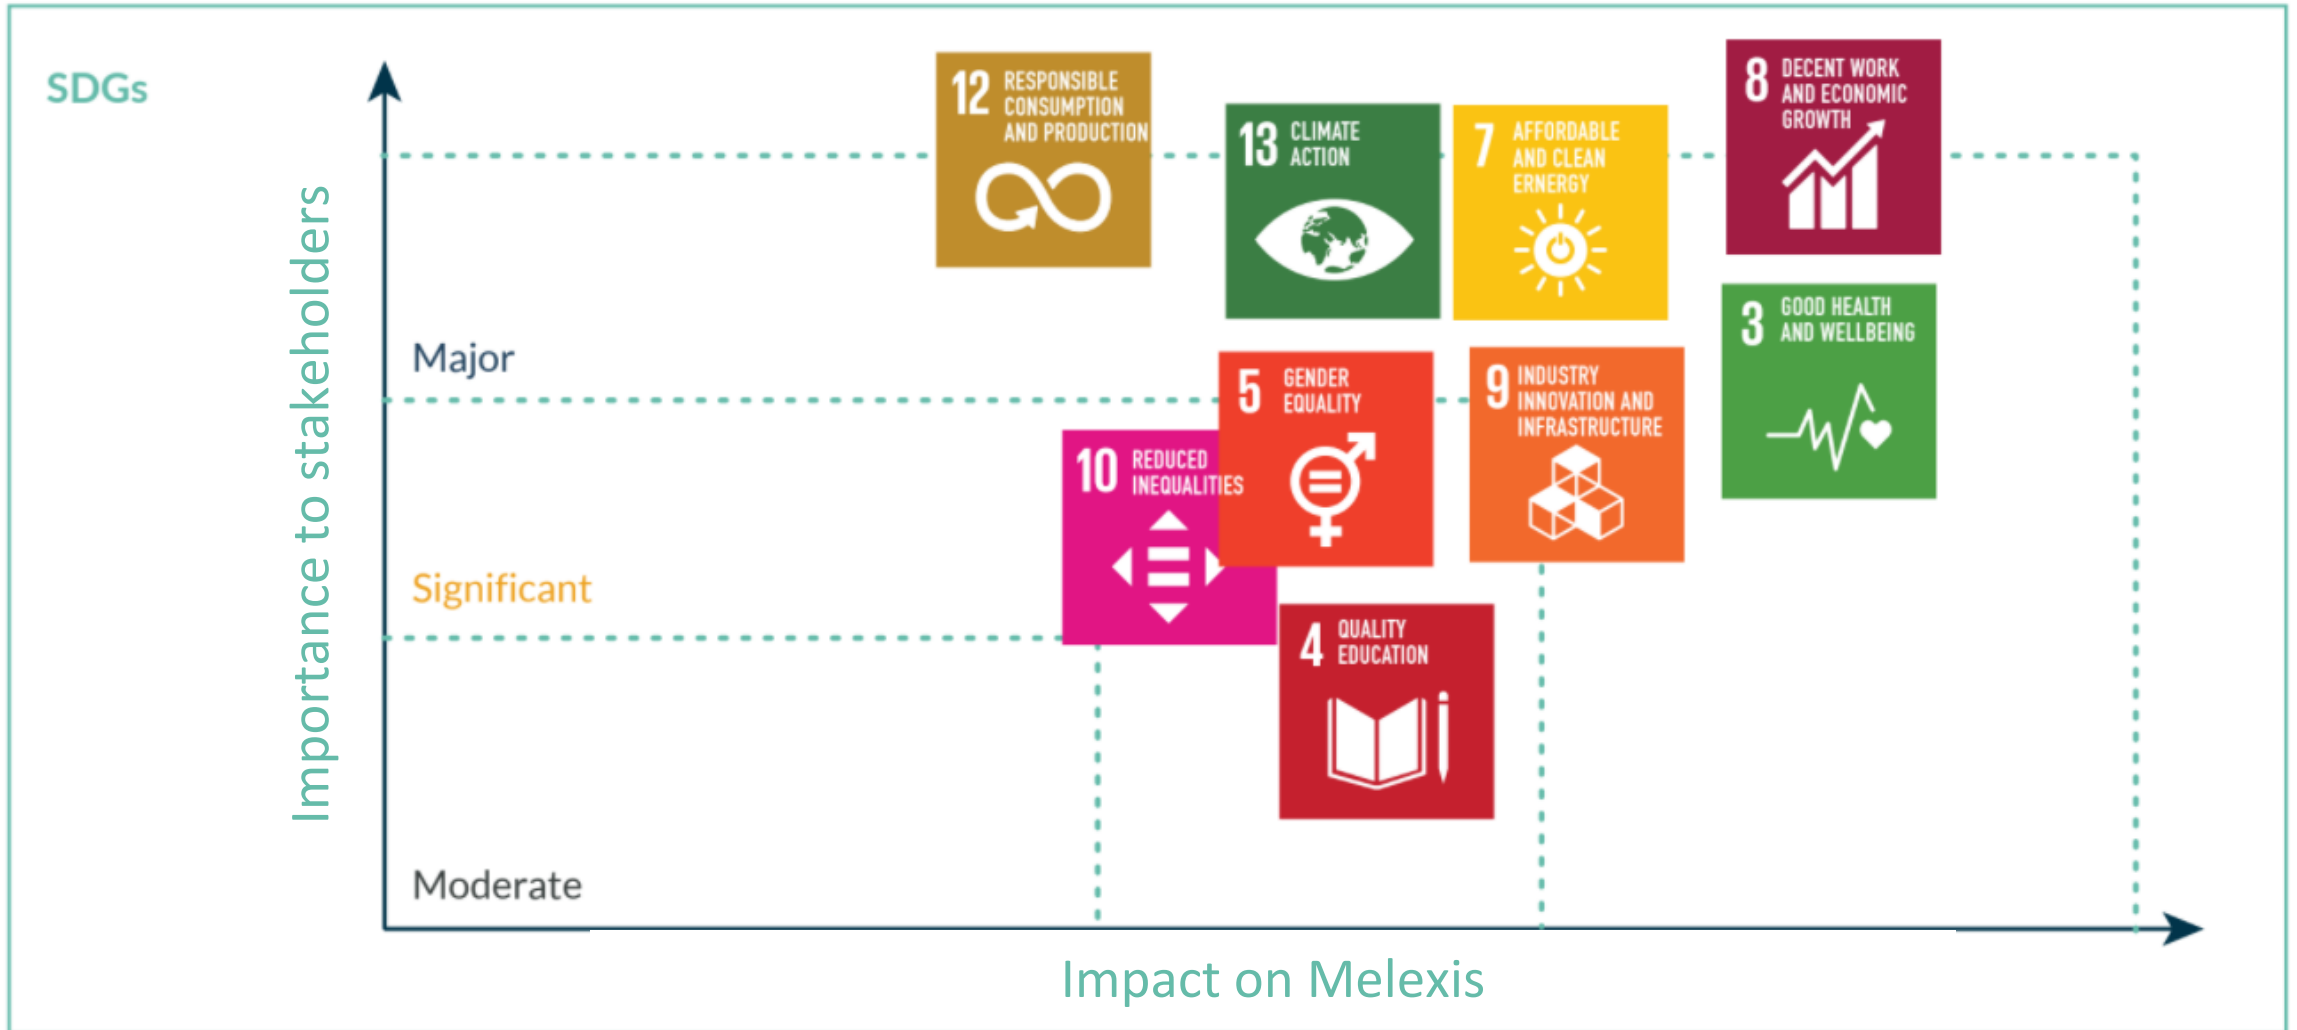 SDGs
12 RESPONSIBLE
CONSUMPTION
AND PRODUCTION
13 CLIMATE
ACTION
7 AFFORDABLE
AND CLEAN
ERNERGY
8 DECENT WORK
AND ECONOMIC
GROWTH
3 GOOD HEALTH
AND WELLBEING
Major
5 GENDER
EQUALITY
9 INDUSTRY
INNOVATION AND
INFRASTRUCTURE
10 REDUCED
INEQUALITIES
Significant
4 QUALITY
EDUCATION
Moderate
Importance to stakeholders
Impact on Melexis